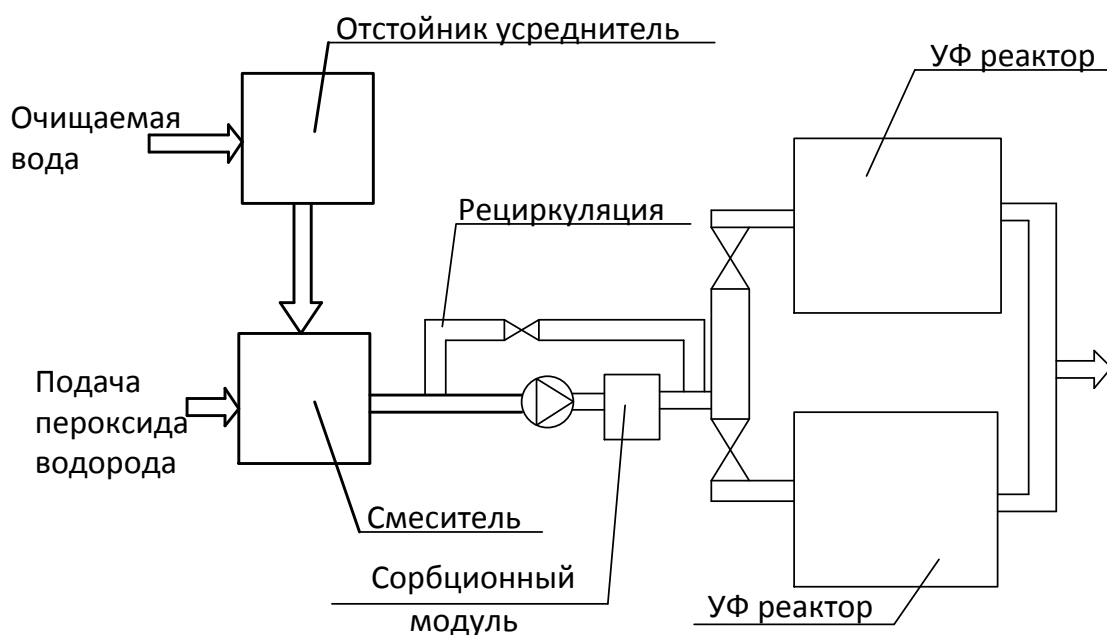 Отстойник усреднитель
УФ реактор
Очищаемая
вода
Рециркуляция
Подача
пероксида
водорода
Смеситель
Сорбционный
модуль
УФ реактор